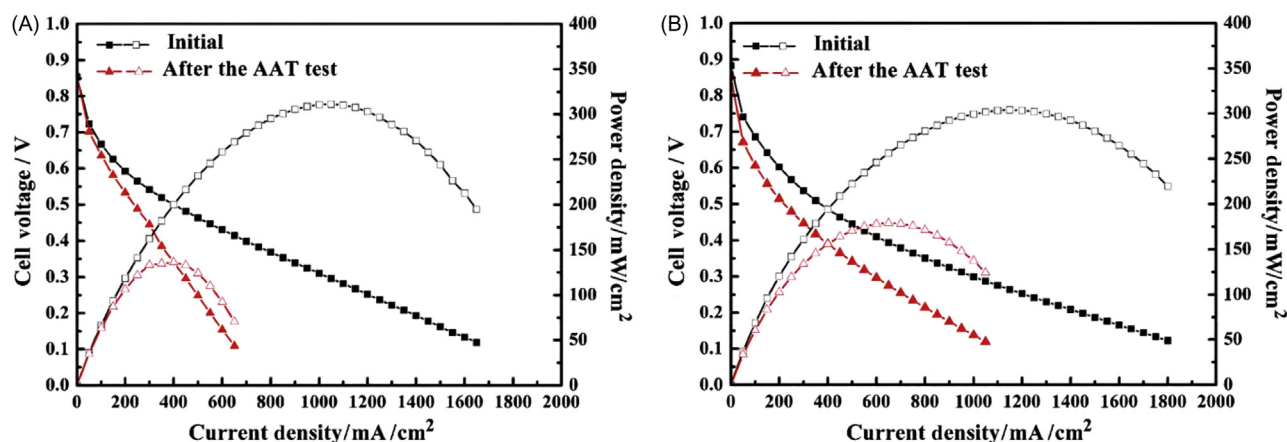 (A)
Initial
After the AAT test
Cell voltage / V
1.0
0.9
0.8
0.7
0.6
0.5
0.4
0.3
0.2
0.1
0.0
400
350
300
250
200
150
100
50
0
Power density/mW/cm2
0 200 400 600 800 1000 1200 1400 1600 1800 2000
Current density/mA/cm2
(B)
Initial
After the AAT test
Cell voltage / V
1.0
0.9
0.8
0.7
0.6
0.5
0.4
0.3
0.2
0.1
0.0
400
350
300
250
200
150
100
50
0
Power density/mW/cm2
0 200 400 600 800 1000 1200 1400 1600 1800 2000
Current density/mA/cm2